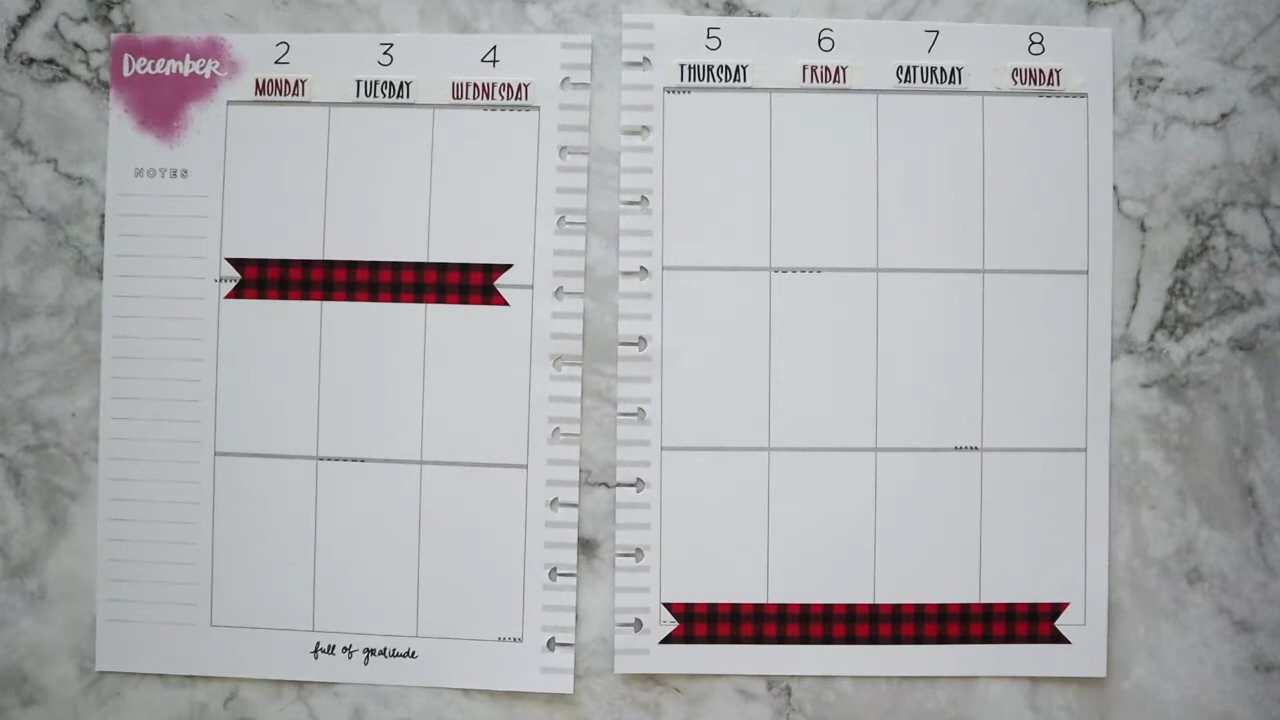 December
2 3 4
MONDAY TUESDAY WEDNESDAY
NOTES
full of gratitude
5 6 7 8
THURSDAY FRIDAY SATURDAY SUNDAY